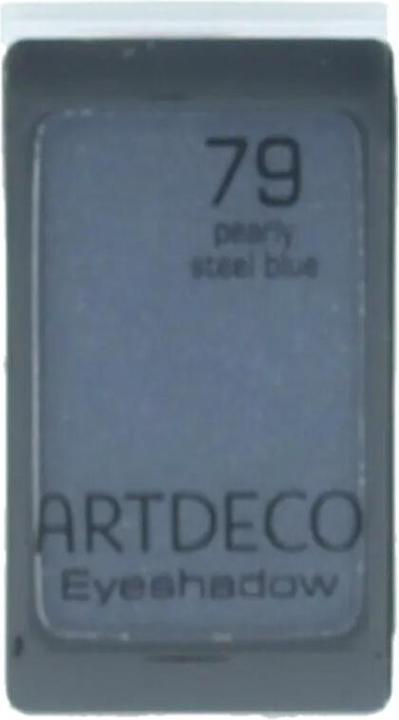 79
pearly
steel blue
ARTDECO
Eyeshadow